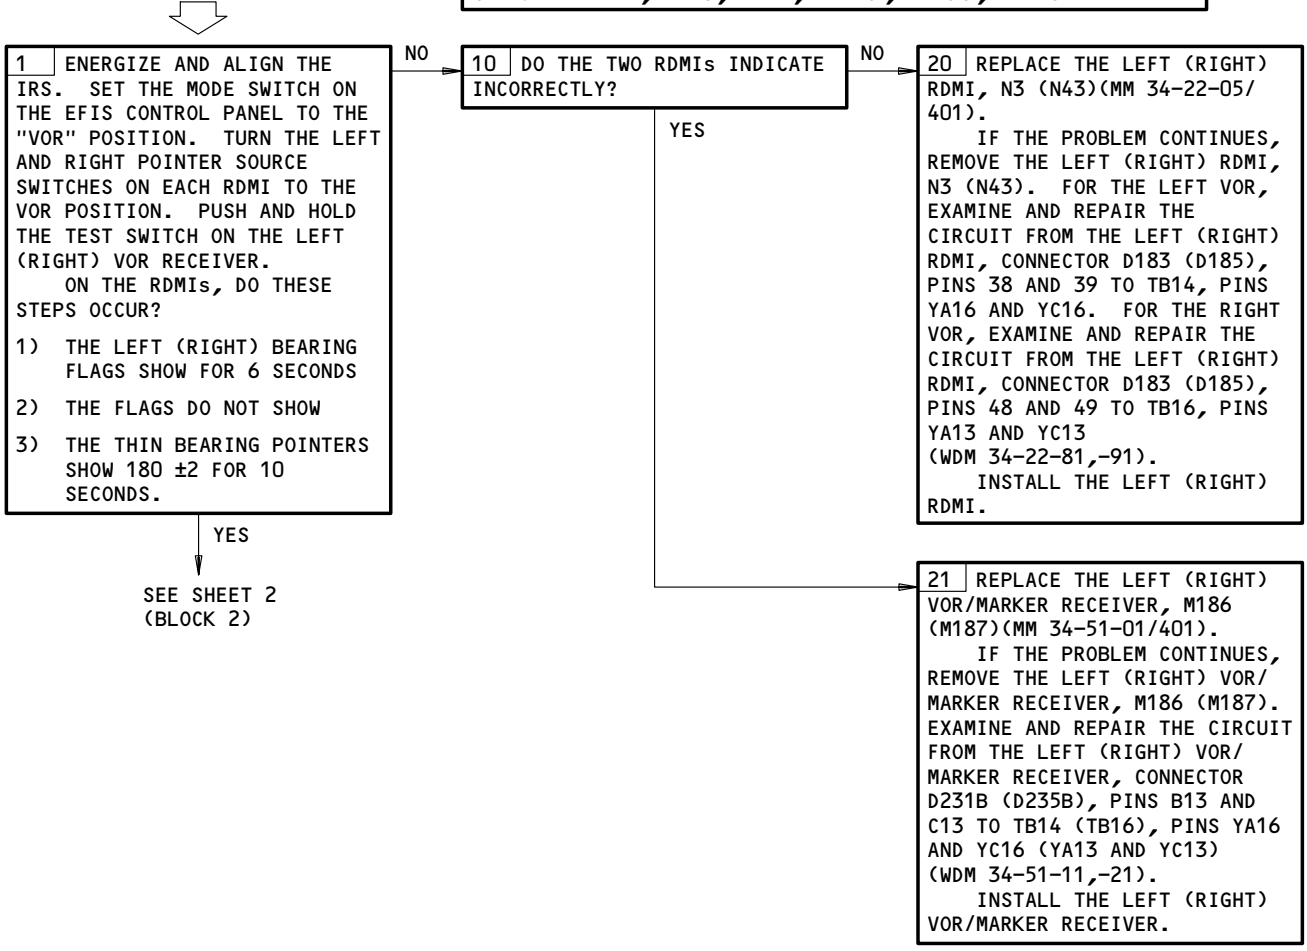 1 ENERGIZE AND ALIGN THE
IRS. SET THE MODE SWITCH ON
THE EFIS CONTROL PANEL TO THE
"VOR" POSITION. TURN THE LEFT
AND RIGHT POINTER SOURCE
SWITCHES ON EACH RDMI TO THE
VOR POSITION. PUSH AND HOLD
THE TEST SWITCH ON THE LEFT
(RIGHT) VOR RECEIVER.
ON THE RDMIs, DO THESE
STEPS OCCUR?
1) THE LEFT (RIGHT) BEARING
FLAGS SHOW FOR 6 SECONDS
2) THE FLAGS DO NOT SHOW
3) THE THIN BEARING POINTERS
SHOW 180 ±2 FOR 10
SECONDS.
YES
SEE SHEET 2
(BLOCK 2)
NO
10 DO THE TWO RDMIs INDICATE
INCORRECTLY?
YES
NO
20 REPLACE THE LEFT (RIGHT)
RDMI, N3 (N43)(MM 34-22-05/
401).
IF THE PROBLEM CONTINUES,
REMOVE THE LEFT (RIGHT) RDMI,
N3 (N43). FOR THE LEFT VOR,
EXAMINE AND REPAIR THE
CIRCUIT FROM THE LEFT (RIGHT)
RDMI, CONNECTOR D183 (D185),
PINS 38 AND 39 TO TB14, PINS
YA16 AND YC16. FOR THE RIGHT
VOR, EXAMINE AND REPAIR THE
CIRCUIT FROM THE LEFT (RIGHT)
RDMI, CONNECTOR D183 (D185),
PINS 48 AND 49 TO TB16, PINS
YA13 AND YC13
(WDM 34-22-81,-91).
INSTALL THE LEFT (RIGHT)
RDMI.
21 REPLACE THE LEFT (RIGHT)
VOR/MARKER RECEIVER, M186
(M187)(MM 34-51-01/401).
IF THE PROBLEM CONTINUES,
REMOVE THE LEFT (RIGHT) VOR/
MARKER RECEIVER, M186 (M187).
EXAMINE AND REPAIR THE CIRCUIT
FROM THE LEFT (RIGHT) VOR/
MARKER RECEIVER, CONNECTOR
D231B (D235B), PINS B13 AND
C13 TO TB14 (TB16), PINS YA16
AND YC16 (YA13 AND YC13)
(WDM 34-51-11,-21).
INSTALL THE LEFT (RIGHT)
VOR/MARKER RECEIVER.